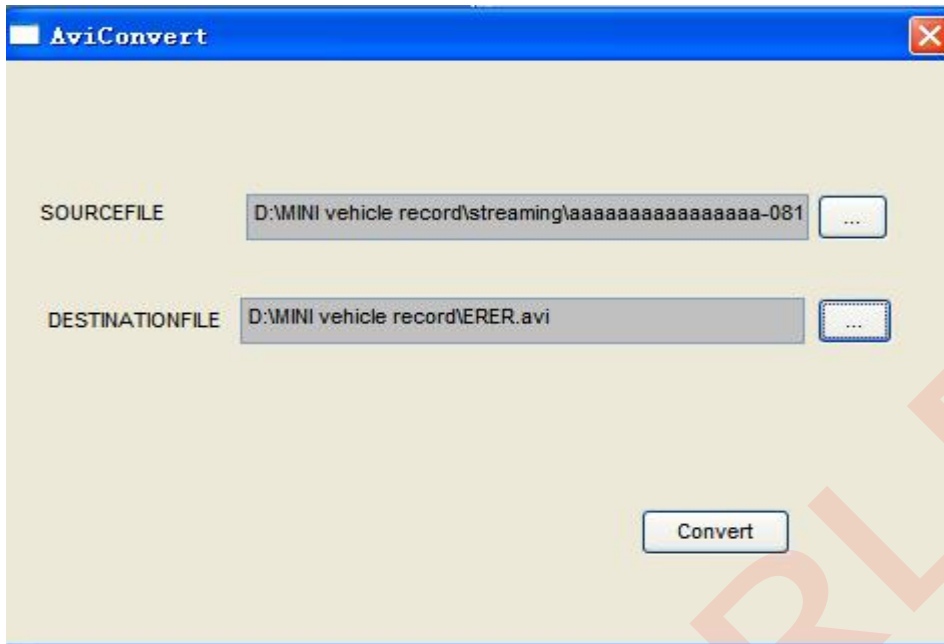 AviConvert
SOURCEFILE D:\MINI vehicle record\streaming\aaaaaaaaaaaaaaaa-081 ...
DESTINATIONFILE D:\MINI vehicle record\ERER.avi ...
Convert